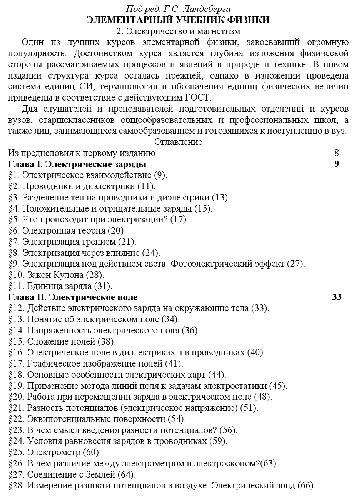 Под ред. Г.С. Ландсберга
ЭЛЕМЕНТАРНЫЙ УЧЕБНИК ФИЗИКИ
2. Электричество и магнетизм
Один из лучших курсов элементарной физики, завоевавший огромную
популярность. Достоинством курса является глубина изложения физической
стороны рассматриваемых процессов и явлений в природе и технике. В новом
издании структура курса осталась прежней, однако в изложении проведена
система единиц СИ, терминология и обозначения единиц физических величин
приведены в соответствие с действующим ГОСТ.
Для слушателей и преподавателей подготовительных отделений и курсов
вузов, старшеклассников общеобразовательных и профессиональных школ, а
также лиц, занимающихся самообразованием и готовящихся к поступлению в вуз.
Оглавление
Из предисловия к первому изданию 8
Глава I. Электрические заряды 9
§1. Электрическое взаимодействие (9).
§2. Проводники и диэлектрики (11).
§3. Разделение тел на проводники и диэлектрики (13)
§4. Положительные и отрицательные заряды (15).
§5. Что происходит при электризации? (17)
§6. Электронная теория (20)
§7. Электризация трением (21).
§8. Электризация через влияние (24).
§9. Электризация под действием света. Фотоэлектрический эффект (27).
§10. Закон Кулона (28).
§11. Единица заряда (31).
Глава II. Электрическое поле 33
§12. Действие электрического заряда на окружающие тела (33).
§13. Понятие об электрическом поле (34).
§14. Напряженность электрического поля (36)
§15. Сложение полей (38).
§16. Электрическое поле в диэлектриках и в проводниках (40)
§17. Графическое изображение полей (41).
§18. Основные особенности электрических карт (44).
§19. Применение метода линий поля к задачам электростатики (45).
§20. Работа при перемещении заряда в электрическом поле (48).
§21. Разность потенциалов (электрическое напряжение) (51).
§22. Эквипотенциальные поверхности (54).
§23. В чем смысл введения разности потенциалов? (56).
§24. Условия равновесия зарядов в проводниках (59).
§25. Электрометр (60)
§26. В чем различие между электрометром и электроскопом?(63)
§27. Соединение с Землей (64).
§28. Измерение разности потенциалов в воздухе. Электрический зонд (66)